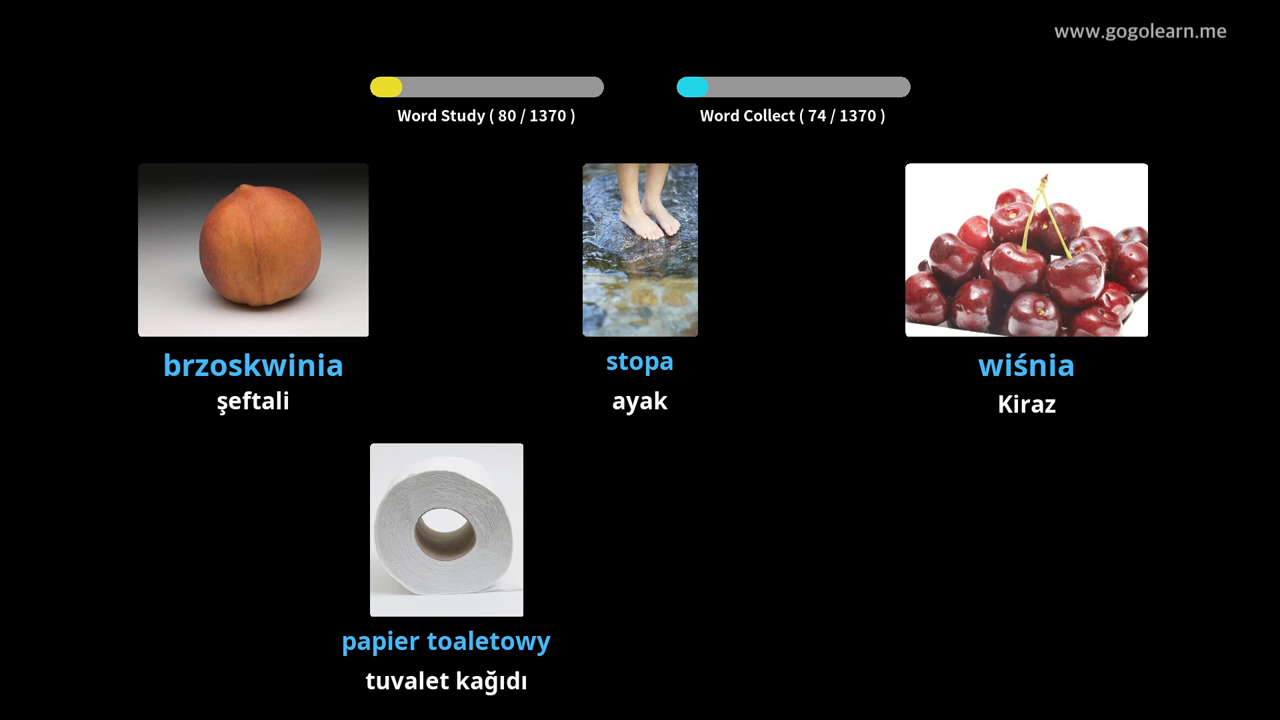 www.gogolearn.me
Word Study ( 80 / 1370 )
Word Collect ( 74 / 1370 )
brzoskwinia
şeftali
stopa
ayak
wiśnia
Kiraz
papier toaletowy
tuvalet kağıdı